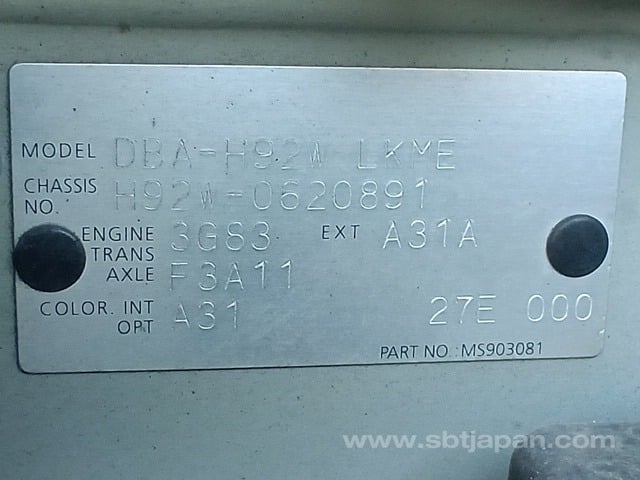 MODEL DBA-H92W LKME
CHASSIS NO. H92W-0620891
ENGINE 3G83 EXT A31A
TRANS AXLE F3A11
COLOR. INT OPT A31 27E 000
PART NO.:MS903081
www.sbtjapan.com